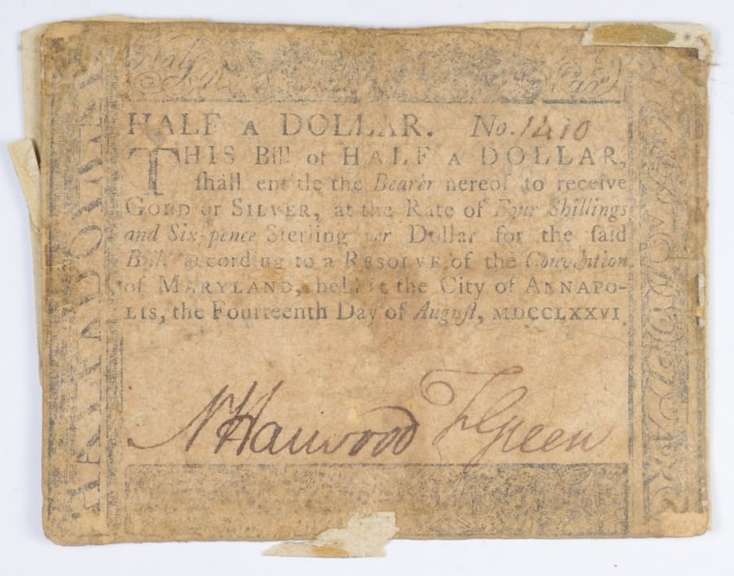 HALF A DOLLAR. No. 1410
THIS Bill of HALF A DOLLAR,
ſhall entitle the Bearer hereof to receive
GOLD or SILVER, at the Rate of Four Shillings
and Six-pence Sterling per Dollar for the ſaid
Bill, according to a RESOLVE of the Convention
of MARYLAND, held at the City of ANNAPO-
LIS, the Fourteenth Day of Auguſt, MDCCLXXVI.
N Harwood T Green
HALF A DOLLAR